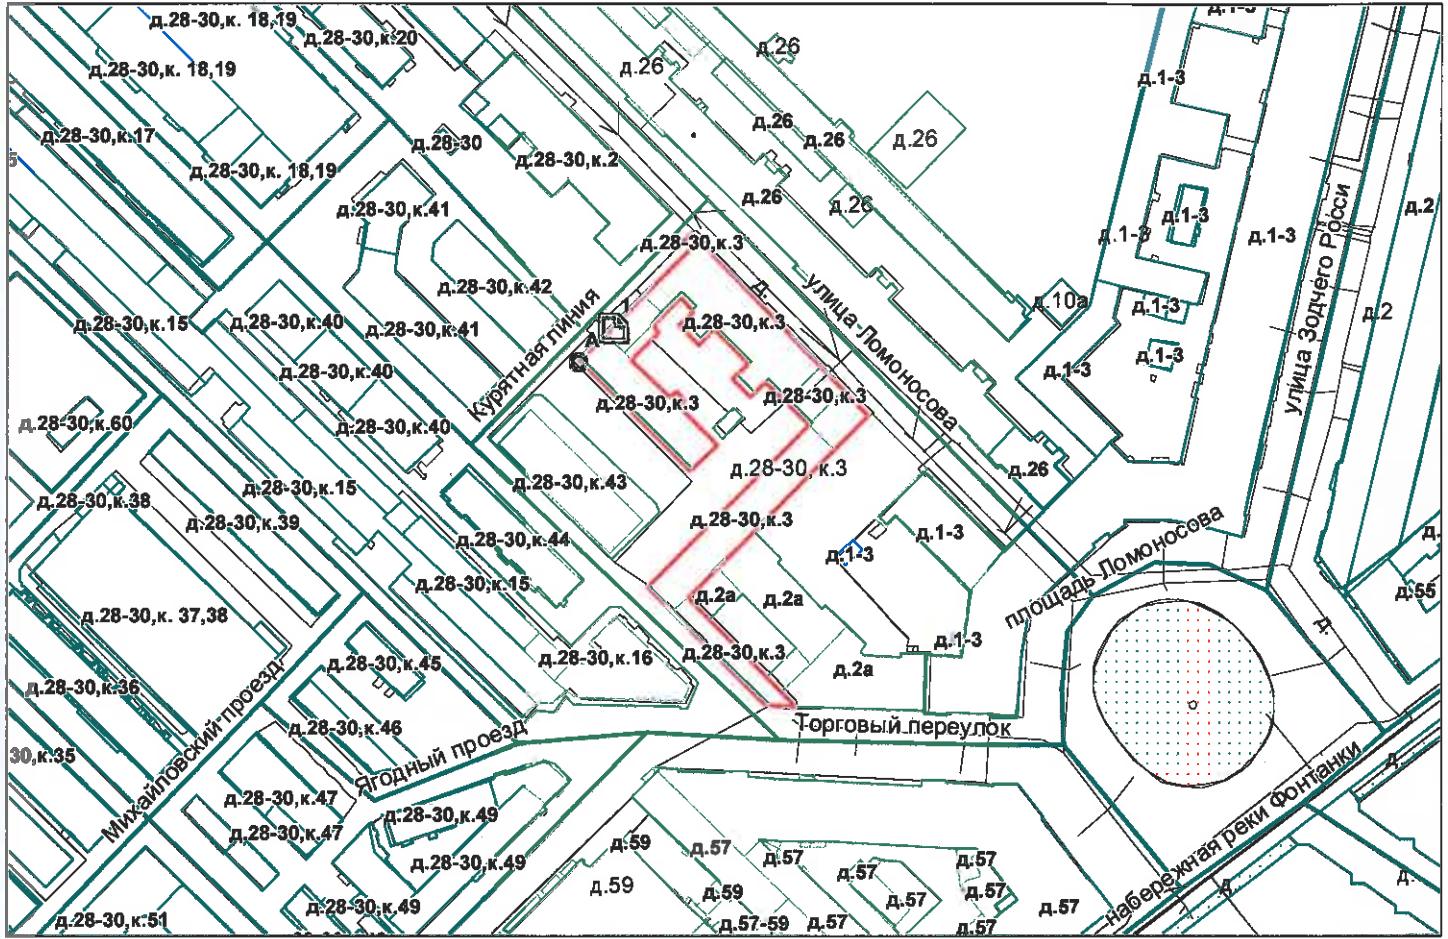 д.28-30,к. 18,19
д.1-3
д.28-30,к.20
д.26
д.26
д.28-30,к. 18,19
д.1-3
д.28-30,к.17
д.28-30
д.26
д.26
д.26
д.28-30,к.2
д.28-30,к. 18,19
д.26
д.26
д.28-30,к.41
д.1-3
д.2
д.1-3
д.1-3
д.28-30,к.3
д.28-30,к.42
д.
улица Ломоносова
улица Зодчего Росси
д.10а
д.1-3
д.2
д.28-30,к.15
д.28-30,к.40
д.28-30,к.41
Курятная линия
д.28-30,к.3
А
д.1-3
д.28-30,к.40
д.1-3
д.28-30,к.3
д.28-30,к.3
д.28-30,к.60
д.28-30,к.40
д.28-30, к.3
д.26
д.28-30,к.43
д.28-30,к.15
д.28-30,к.38
д.28-30,к.39
д.28-30,к.3
д.1-3
д.
площадь Ломоносова
д.28-30,к.44
д.1-3
д.28-30,к.15
д.55
д.2а
д.2а
д.28-30,к. 37,38
д.
д.1-3
д.28-30,к.3
д.28-30,к.16
д.28-30,к.45
д.2а
д.28-30,к.36
Михайловский проезд
д.28-30,к.46
Торговый переулок
Ягодный проезд
30,к.35
д.
набережная реки Фонтанки
д.28-30,к.47
д.28-30,к.49
д.28-30,к.47
д.59
д.57
д.57
д.57
д.28-30,к.49
д.57
д.59
д.59
д.57
д.57
д.
д.
д.28-30,к.49
д.57
д.28-30,к.51
д.57-59
д.57
д.57